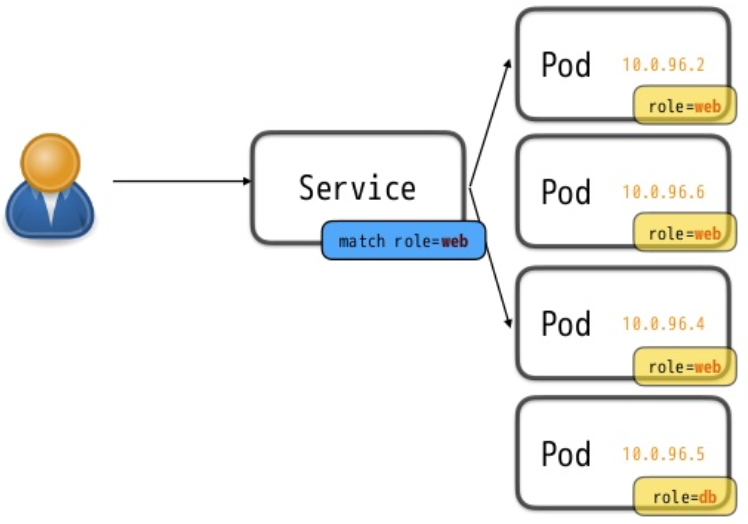 Pod 10.0.96.2
role=web
Service
match role=web
Pod 10.0.96.6
role=web
Pod 10.0.96.4
role=web
Pod 10.0.96.5
role=db